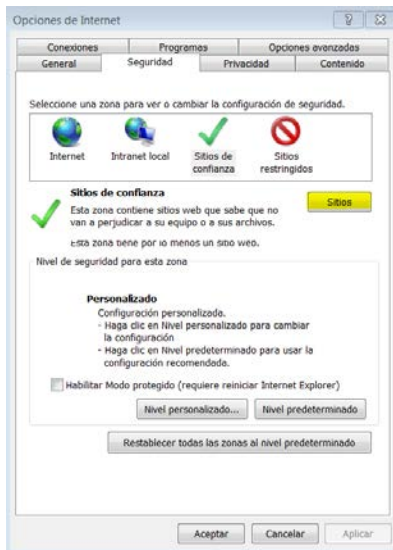 Opciones de Internet
Conexiones Programas Opciones avanzadas
General Seguridad Privacidad Contenido
Seleccione una zona para ver o cambiar la configuración de seguridad.
Internet Intranet local Sitios de confianza Sitios restringidos
Sitios de confianza
Sitios
Esta zona contiene sitios web que sabe que no
van a perjudicar a su equipo o a sus archivos.
Esta zona tiene por lo menos un sitio web.
Nivel de seguridad para esta zona
Personalizado
Configuración personalizada.
- Haga clic en Nivel personalizado para cambiar
la configuración
- Haga clic en Nivel predeterminado para usar la
configuración recomendada.
Habilitar Modo protegido (requiere reiniciar Internet Explorer)
Nivel personalizado... Nivel predeterminado
Restablecer todas las zonas al nivel predeterminado
Aceptar Cancelar Aplicar